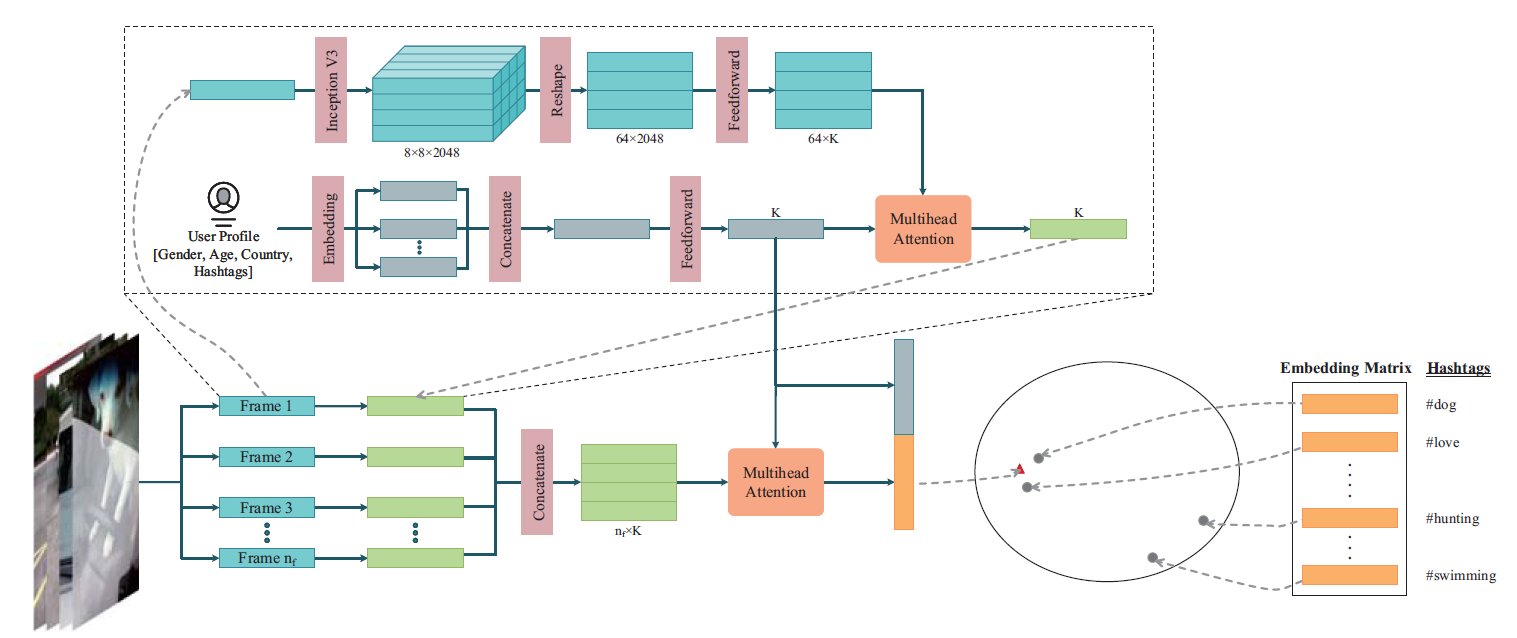 Inception V3
8×8×2048
Reshape
64×2048
Feedforward
64×K
User Profile
[Gender, Age, Country,
Hashtags]
Embedding
Concatenate
Feedforward
K
Multihead
Attention
K
Frame 1
Frame 2
Frame 3
Frame nf
Concatenate
nf×K
Multihead
Attention
Embedding Matrix
Hashtags
#dog
#love
#hunting
#swimming